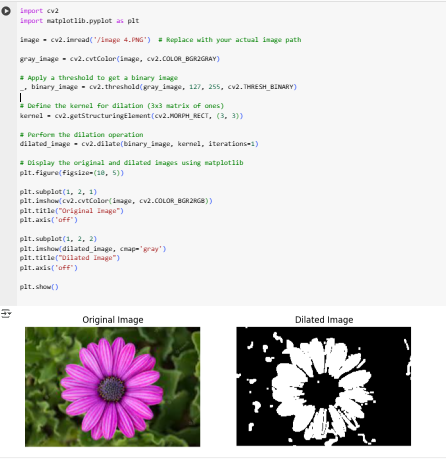 import cv2
import matplotlib.pyplot as plt
image = cv2.imread('/image 4.PNG')  # Replace with your actual image path
gray_image = cv2.cvtColor(image, cv2.COLOR_BGR2GRAY)
# Apply a threshold to get a binary image
_, binary_image = cv2.threshold(gray_image, 127, 255, cv2.THRESH_BINARY)
# Define the kernel for dilation (3x3 matrix of ones)
kernel = cv2.getStructuringElement(cv2.MORPH_RECT, (3, 3))
# Perform the dilation operation
dilated_image = cv2.dilate(binary_image, kernel, iterations=1)
# Display the original and dilated images using matplotlib
plt.figure(figsize=(10, 5))
plt.subplot(1, 2, 1)
plt.imshow(cv2.cvtColor(image, cv2.COLOR_BGR2RGB))
plt.title("Original Image")
plt.axis('off')
plt.subplot(1, 2, 2)
plt.imshow(dilated_image, cmap='gray')
plt.title("Dilated Image")
plt.axis('off')
plt.show()
Original Image
Dilated Image